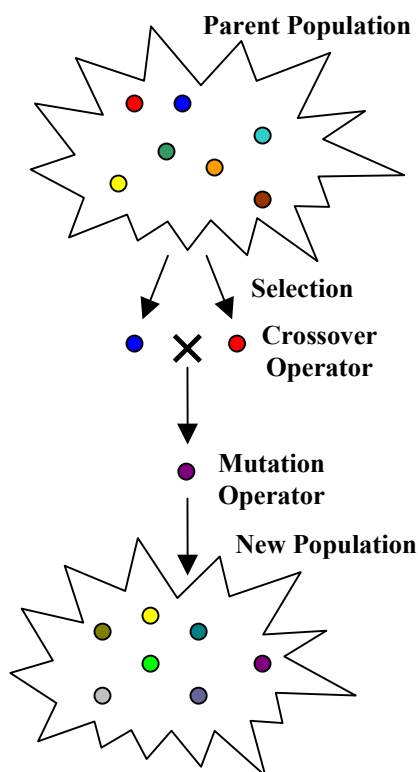 Parent Population
Selection
Crossover
Operator
Mutation
Operator
New Population